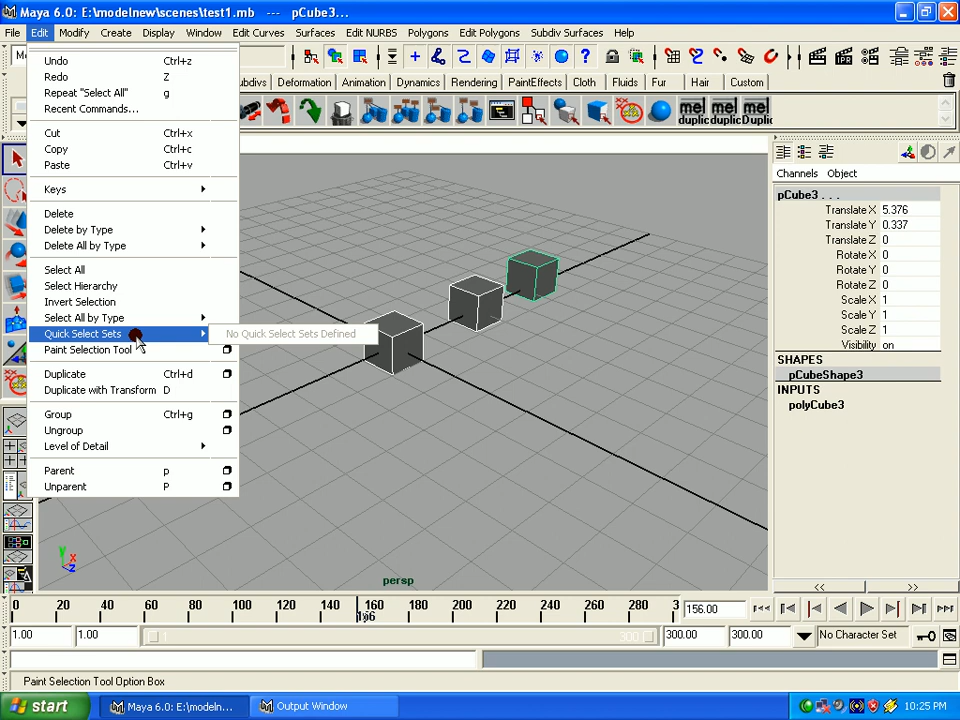 Maya 6.0: E:\modelnew\scenes\test1.mb --- pCube3...
File Edit Modify Create Display Window Edit Curves Surfaces Edit NURBS Polygons Edit Polygons Subdiv Surfaces Help
Undo Ctrl+z
Redo Z
Repeat "Select All" g
Recent Commands...
Cut Ctrl+x
Copy Ctrl+c
Paste Ctrl+v
Keys
Delete
Delete by Type
Delete All by Type
Select All
Select Hierarchy
Invert Selection
Select All by Type
Quick Select Sets
No Quick Select Sets Defined
Paint Selection Tool
Duplicate Ctrl+d
Duplicate with Transform D
Group Ctrl+g
Ungroup
Level of Detail
Parent p
Unparent P
Deformation Animation Dynamics Rendering PaintEffects Cloth Fluids Fur Hair Custom
mel mel mel
duplic duplic Duplic
Channels Object
pCube3 . . .
Translate X 5.376
Translate Y 0.337
Translate Z 0
Rotate X 0
Rotate Y 0
Rotate Z 0
Scale X 1
Scale Y 1
Scale Z 1
Visibility on
SHAPES
pCubeShape3
INPUTS
polyCube3
y
x
z
persp
<< >>
0 20 40 60 80 100 120 140 160 180 200 220 240 260 280 3
156.00
1.00 1.00 1 300 300.00 300.00 No Character Set
Paint Selection Tool Option Box
start Maya 6.0: E:\modeln... Output Window 10:25 PM